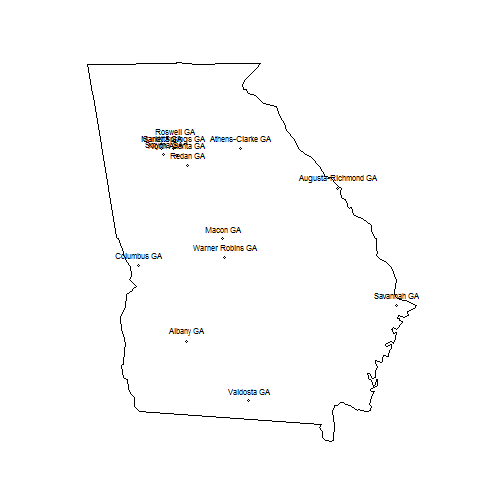 Roswell GA
Athens-Clarke GA
Redan GA
Augusta-Richmond GA
Macon GA
Warner Robins GA
Columbus GA
Savannah GA
Albany GA
Valdosta GA